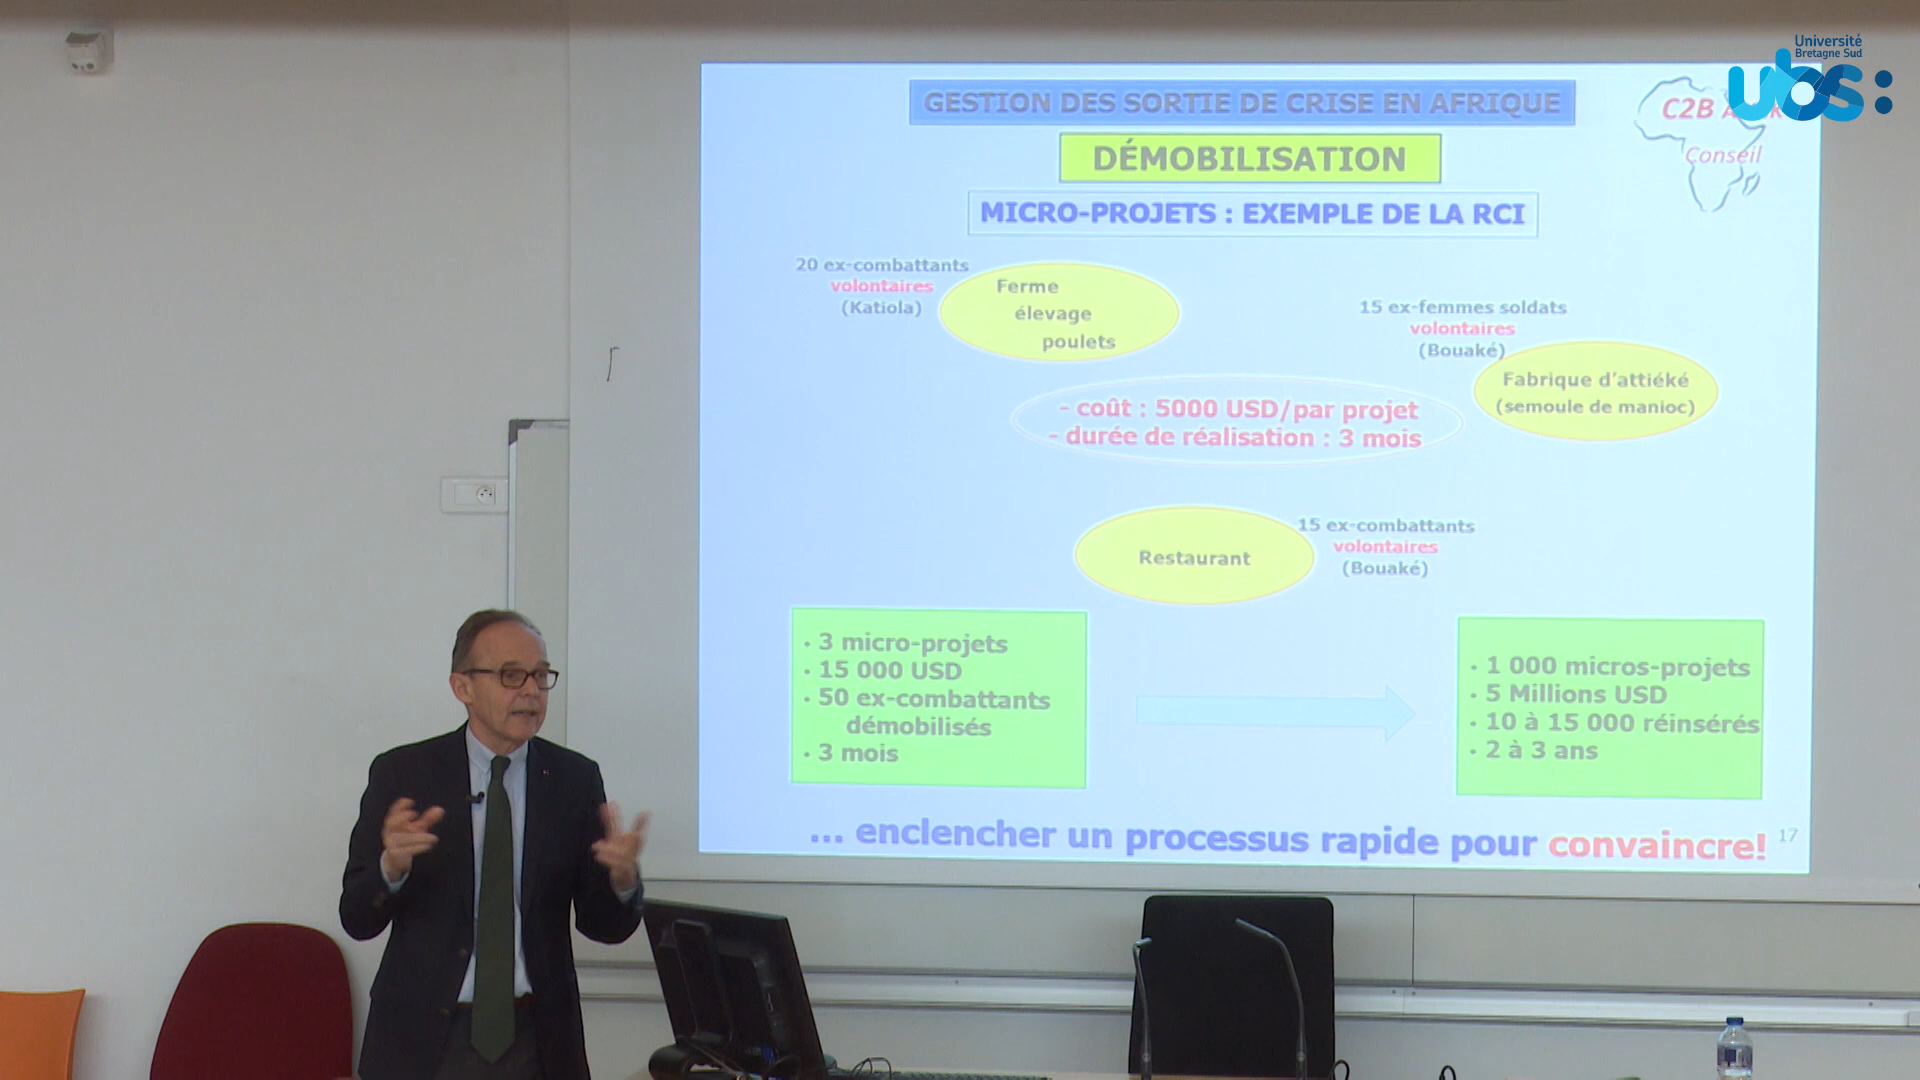 Université
Bretagne Sud
ubs:
GESTION DES SORTIE DE CRISE EN AFRIQUE
C2B
Conseil
DÉMOBILISATION
MICRO-PROJETS : EXEMPLE DE LA RCI
20 ex-combattants
volontaires
(Katiola)
Ferme
élevage
poulets
15 ex-femmes soldats
volontaires
(Bouaké)
Fabrique d'attiéké
(semoule de manioc)
- coût : 5000 USD/par projet
- durée de réalisation : 3 mois
Restaurant
15 ex-combattants
volontaires
(Bouaké)
• 3 micro-projets
• 15 000 USD
• 50 ex-combattants
démobilisés
• 3 mois
• 1 000 micros-projets
• 5 Millions USD
• 10 à 15 000 réinsérés
• 2 à 3 ans
... enclencher un processus rapide pour convaincre!
17